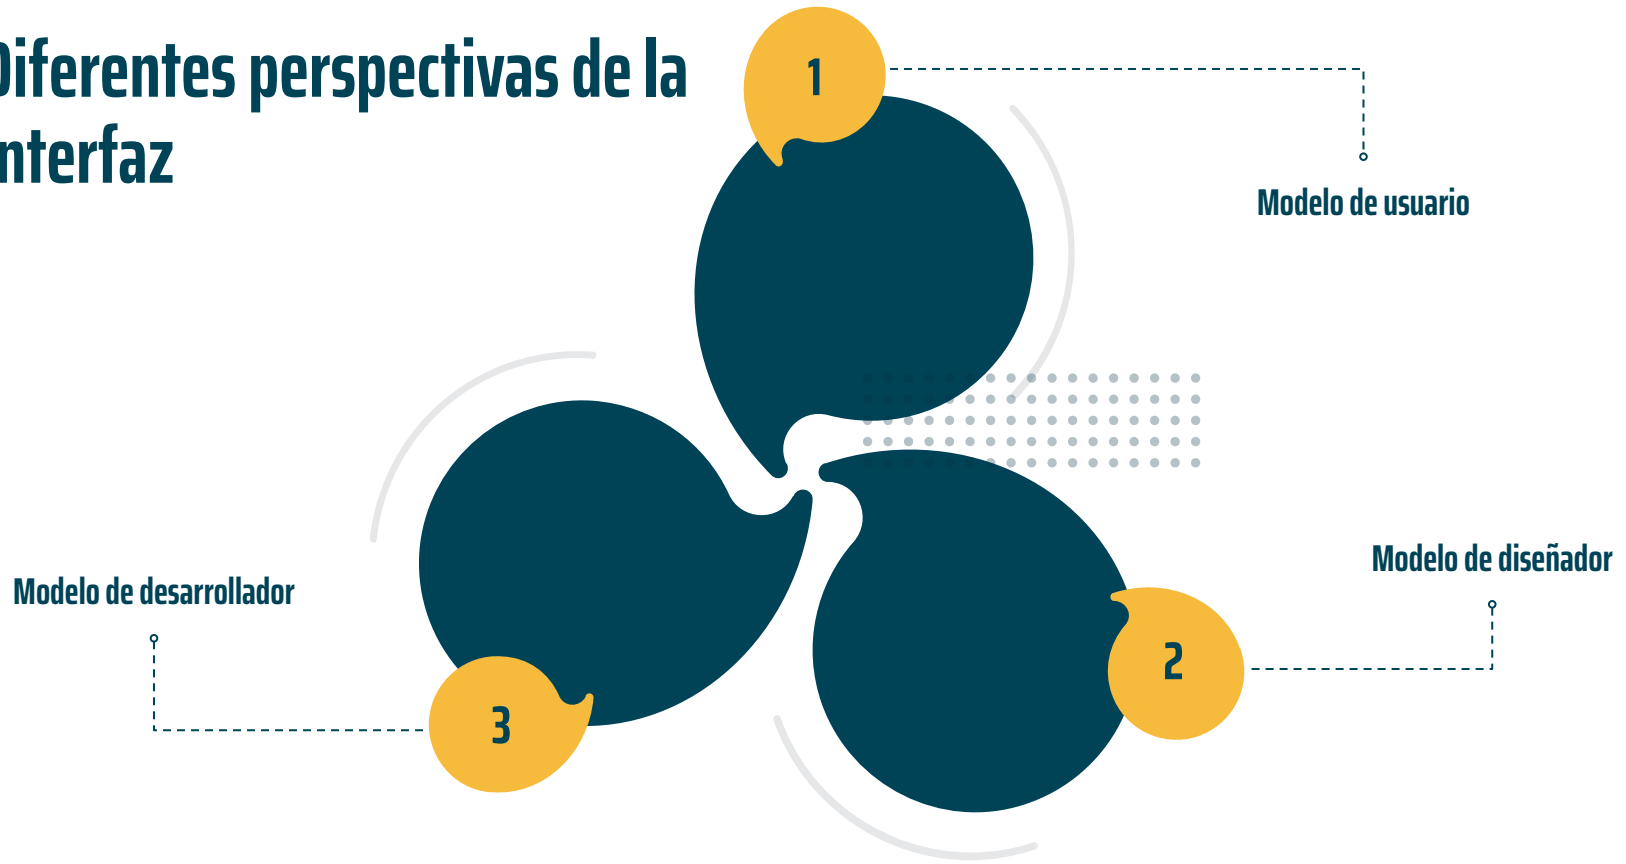 Diferentes perspectivas de la
nterfaz
1
Modelo de usuario
Modelo de diseñador
2
Modelo de desarrollador
3